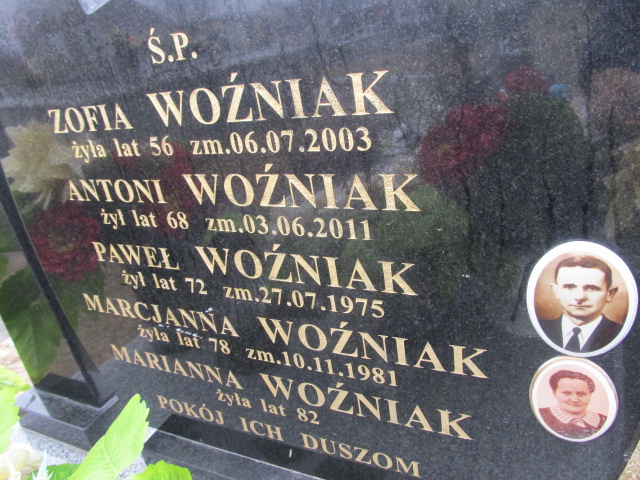 Ś.P.
ZOFIA WOŹNIAK
żyła lat 56 zm.06.07.2003
ANTONI WOŹNIAK
żył lat 68 zm.03.06.2011
PAWEŁ WOŹNIAK
żył lat 72 zm.27.07.1975
MARCJANNA WOŹNIAK
żyła lat 78 zm.10.11.1981
MARIANNA WOŹNIAK
żyła lat 82
POKÓJ ICH DUSZOM